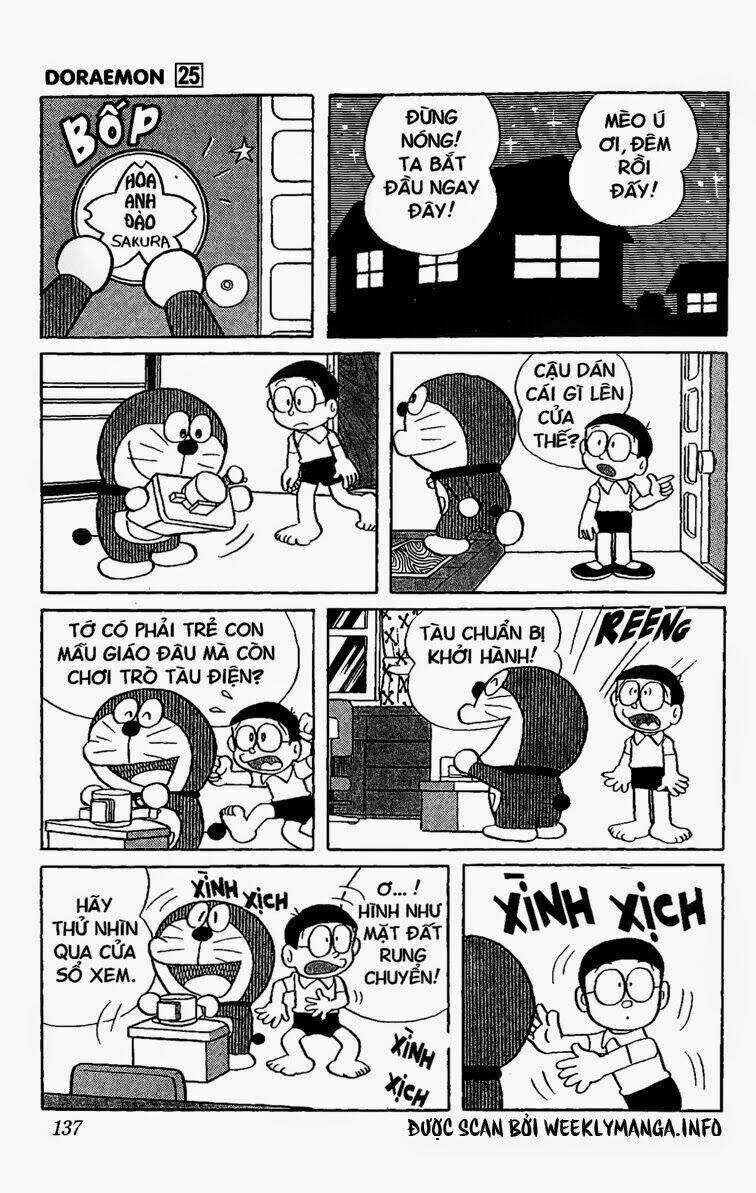 DORAEMON 25
BỐP
HOA
ANH
ĐÀO
SAKURA
ĐỪNG
NÓNG!
TA BẮT
ĐẦU NGAY
ĐÂY!
MÈO Ú
ƠI, ĐÊM
RỒI
ĐẤY!
CẬU DÁN
CÁI GÌ LÊN
CỬA
THẾ?
TỚ CÓ PHẢI TRẺ CON
MẪU GIÁO ĐÂU MÀ CÒN
CHƠI TRÒ TÀU ĐIỆN?
TÀU CHUẨN BỊ
KHỞI HÀNH!
REENG
HÃY
THỬ NHÌN
QUA CỬA
SỔ XEM.
XÌNH XỊCH
Ơ...!
HÌNH NHƯ
MẶT ĐẤT
RUNG
CHUYỂN!
XÌNH
XỊCH
XÌNH XỊCH
137
ĐƯỢC SCAN BỞI WEEKLYMANGA.INFO